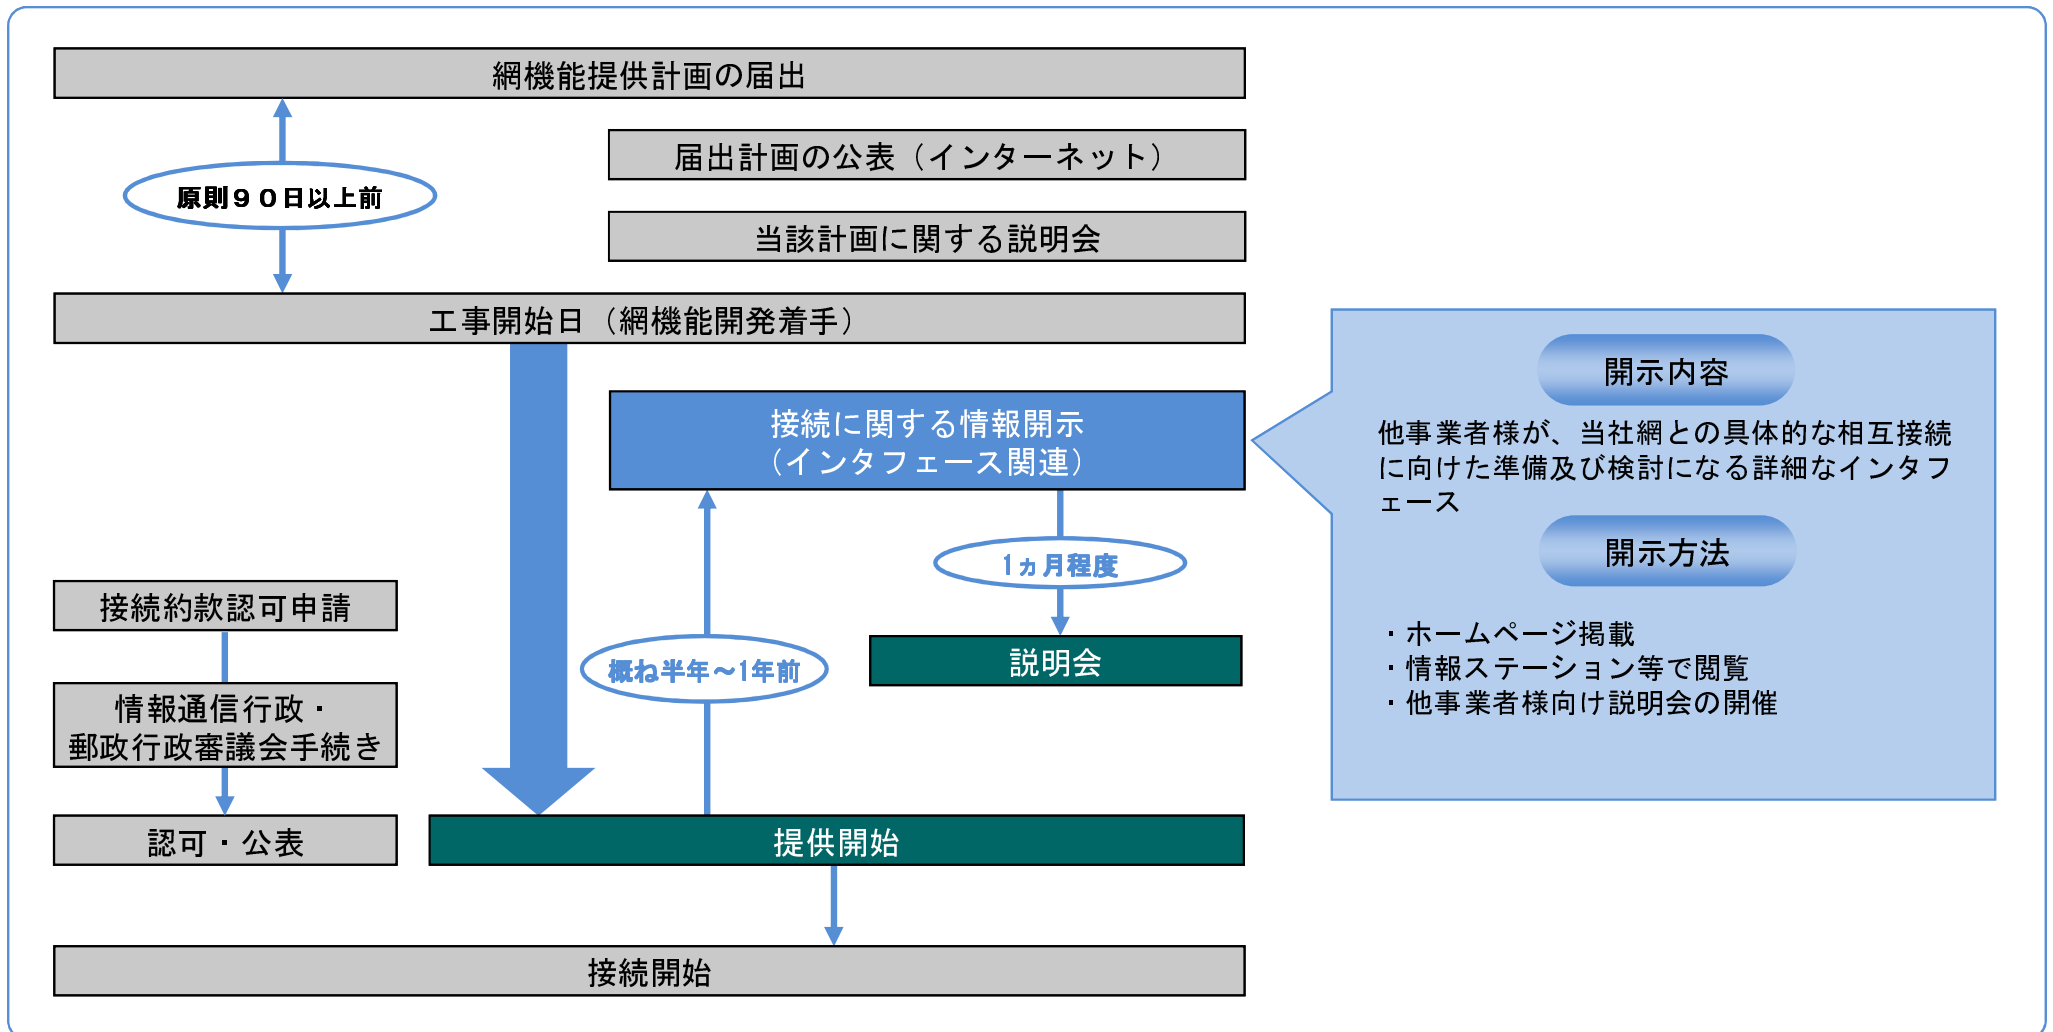 網機能提供計画の届出
届出計画の公表（インターネット）
原則９０日以上前
当該計画に関する説明会
工事開始日（網機能開発着手）
接続に関する情報開示
（インタフェース関連）
1ヵ月程度
説明会
概ね半年～1年前
接続約款認可申請
情報通信行政・
郵政行政審議会手続き
認可・公表
提供開始
接続開始
開示内容
他事業者様が、当社網との具体的な相互接続
に向けた準備及び検討になる詳細なインタフ
ェース
開示方法
・ホームページ掲載
・情報ステーション等で閲覧
・他事業者様向け説明会の開催